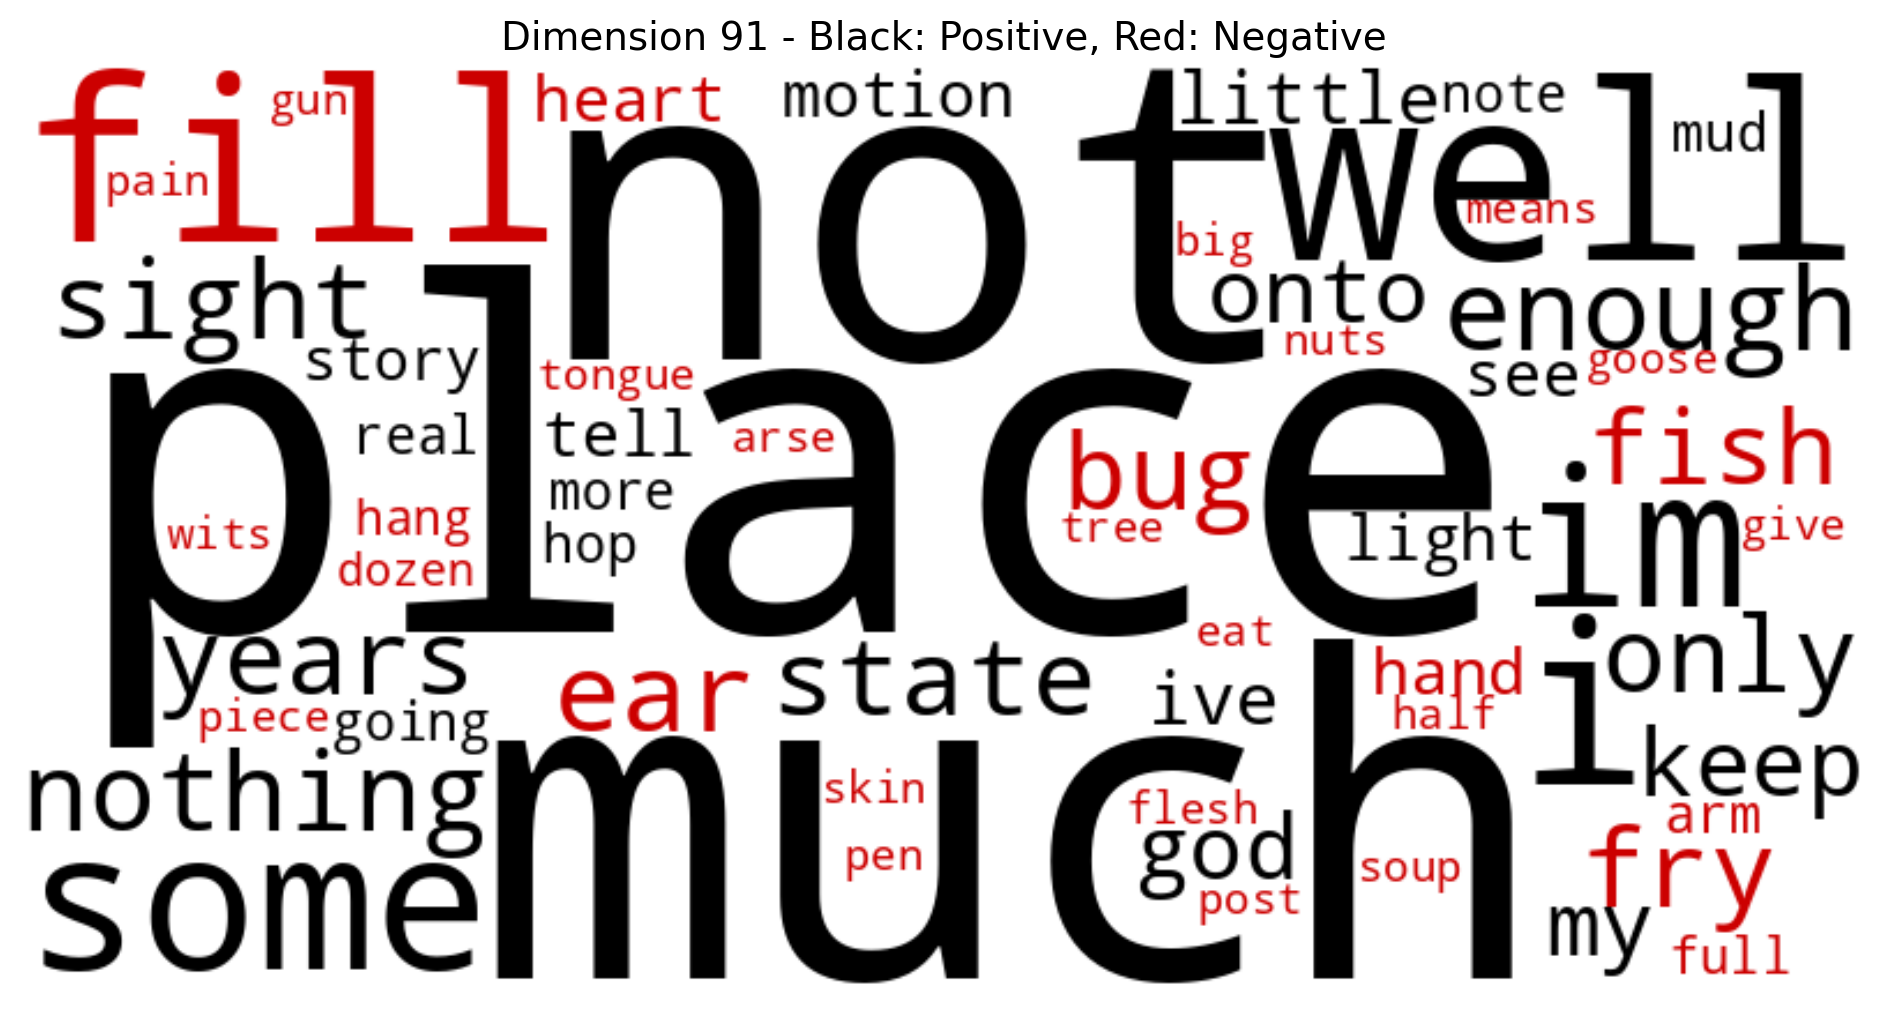 Dimension 91 - Black: Positive, Red: Negative
fill
gun
heart
motion
little
note
mud
pain
not
well
means
big
sight
onto
enough
story
tongue
nuts
see
goose
place
real
tell
arse
bug
fish
more
wits
hang
tree
light
im
give
dozen
hop
years
ear
state
eat
ive
hand
half
i
only
piece
going
nothing
much
keep
skin
flesh
arm
god
fry
pen
soup
post
some
my
full